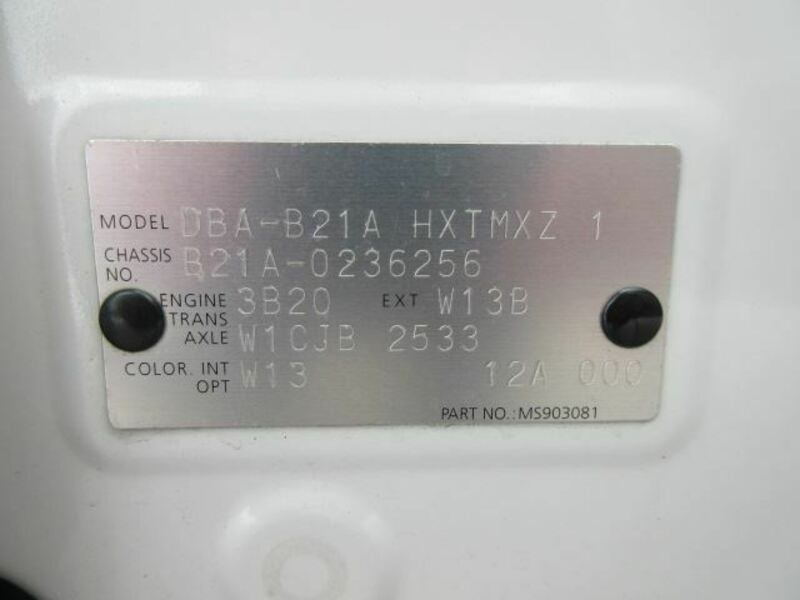 MODEL DBA-B21A HXTMXZ 1
CHASSIS NO. B21A-0236256
ENGINE 3B20 EXT W13B
TRANS AXLE W1CJB 2533
COLOR. INT OPT W13 12A 000
PART NO.:MS903081